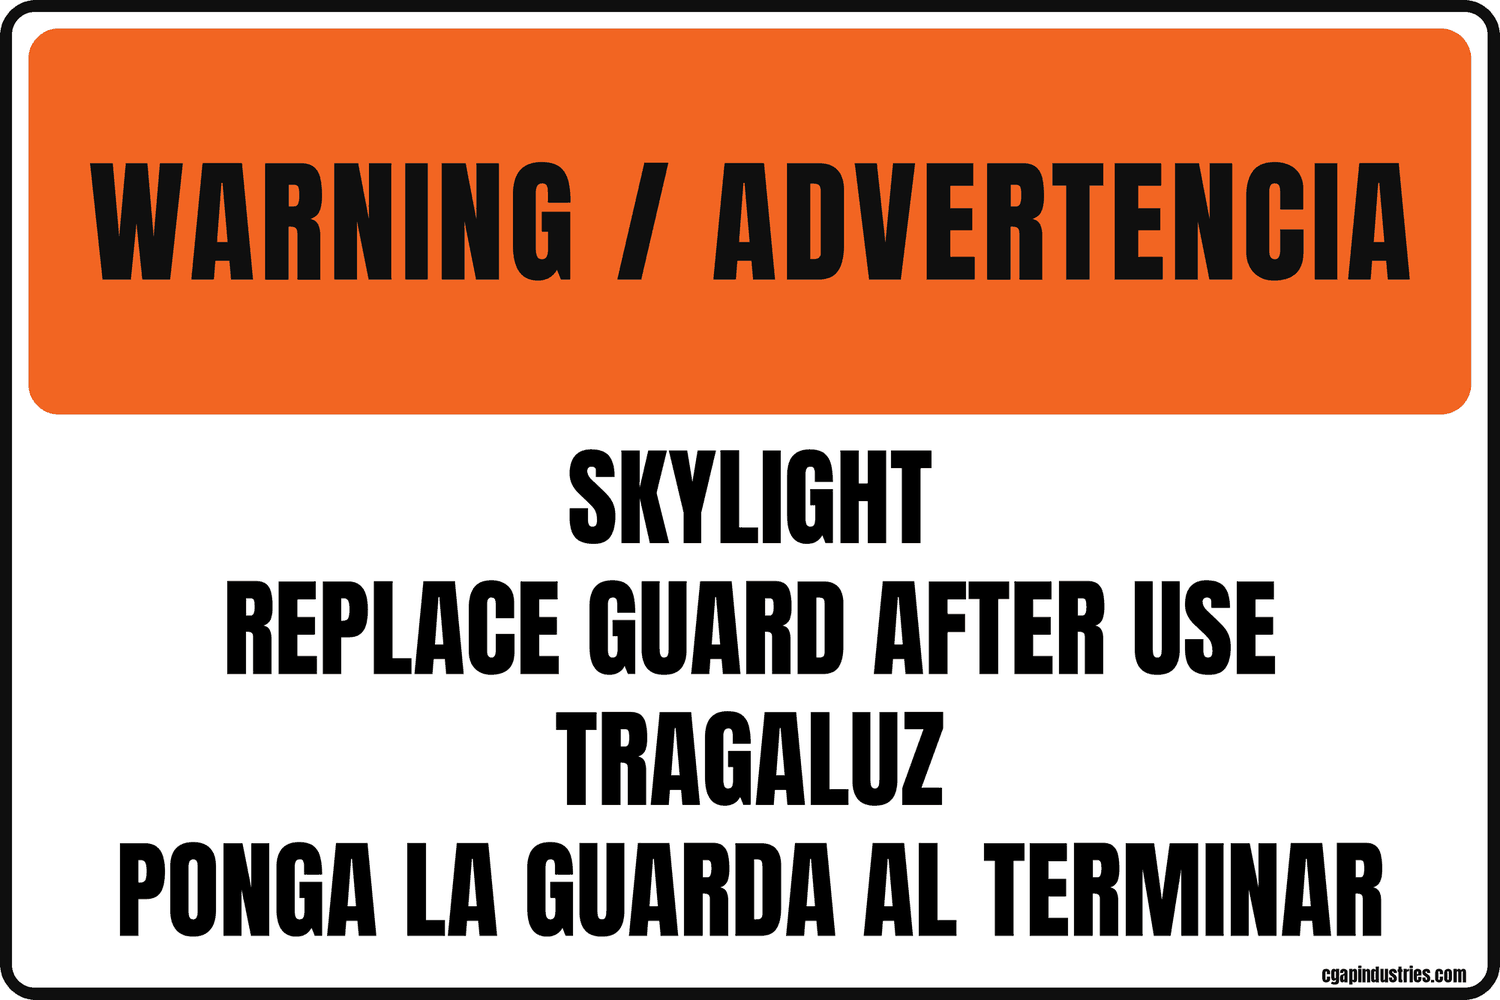 WARNING / ADVERTENCIA
SKYLIGHT
REPLACE GUARD AFTER USE
TRAGALUZ
PONGA LA GUARDA AL TERMINAR
cgapindustries.com